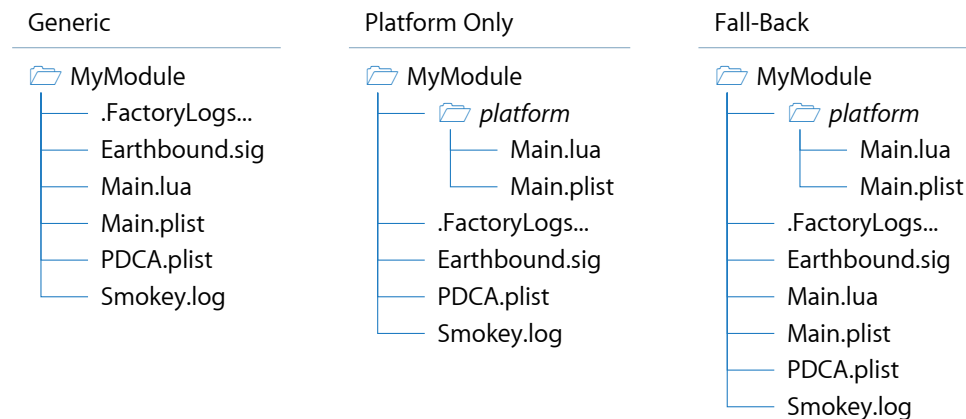 Generic
MyModule
.FactoryLogs...
Earthbound.sig
Main.lua
Main.plist
PDCA.plist
Smokey.log
Platform Only
MyModule
platform
Main.lua
Main.plist
.FactoryLogs...
Earthbound.sig
PDCA.plist
Smokey.log
Fall-Back
MyModule
platform
Main.lua
Main.plist
.FactoryLogs...
Earthbound.sig
Main.lua
Main.plist
PDCA.plist
Smokey.log